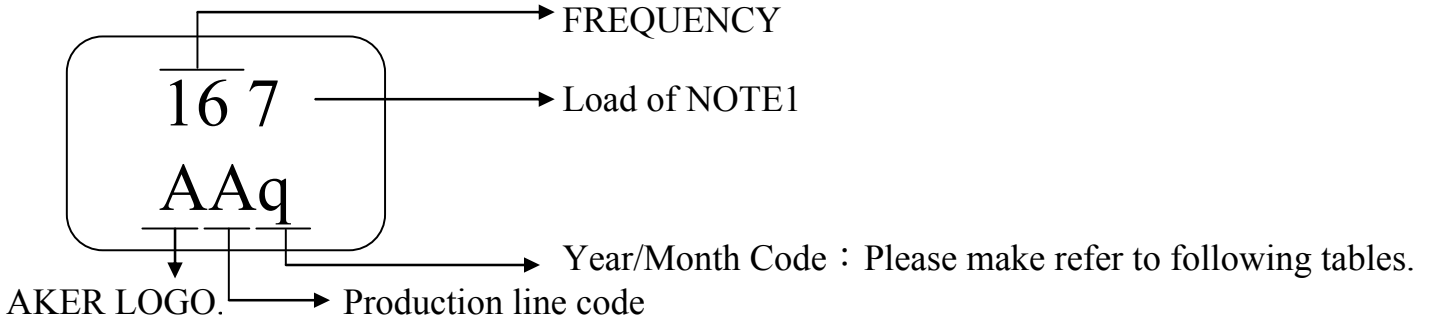 FREQUENCY
16 7
Load of NOTE1
AAq
Year/Month Code：Please make refer to following tables.
AKER LOGO.
Production line code